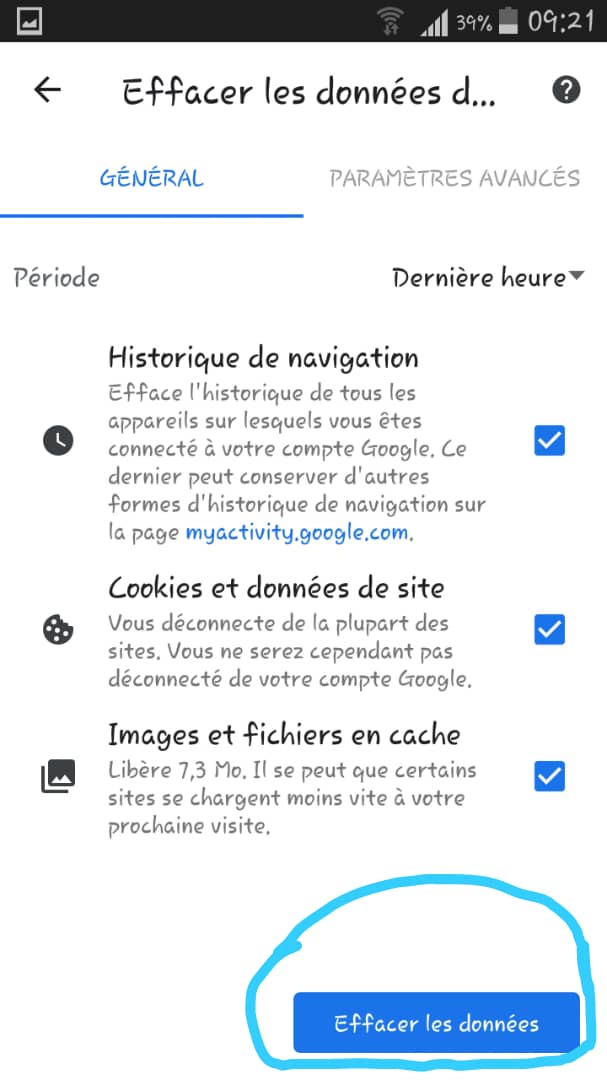 39% 09:21
Effacer les données d...
GÉNÉRAL PARAMÈTRES AVANCÉS
Période Dernière heure
Historique de navigation
Efface l'historique de tous les
appareils sur lesquels vous êtes
connecté à votre compte Google. Ce
dernier peut conserver d'autres
formes d'historique de navigation sur
la page myactivity.google.com.
Cookies et données de site
Vous déconnecte de la plupart des
sites. Vous ne serez cependant pas
déconnecté de votre compte Google.
Images et fichiers en cache
Libère 7,3 Mo. Il se peut que certains
sites se chargent moins vite à votre
prochaine visite.
Effacer les données